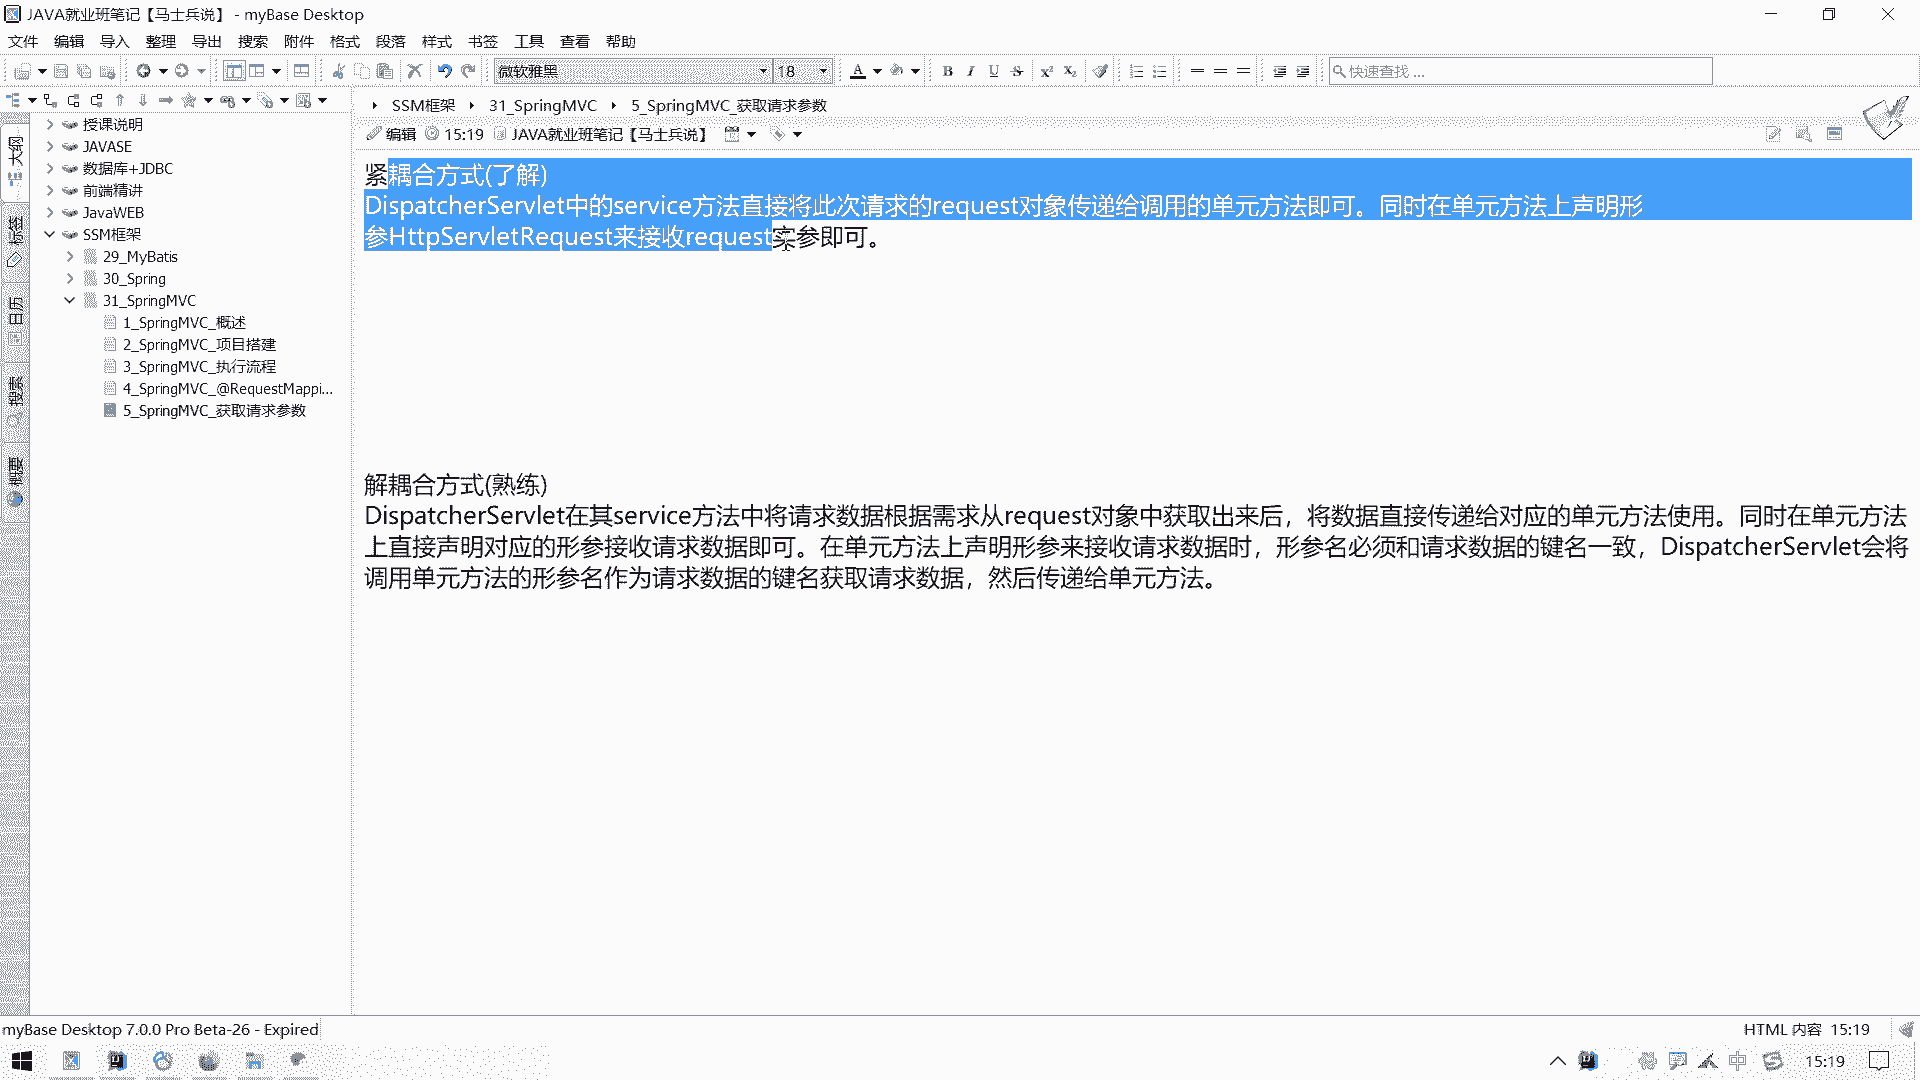 JAVA就业班笔记【马士兵说】 - myBase Desktop
文件 编辑 导入 整理 导出 搜索 附件 格式 段落 样式 书签 工具 查看 帮助
微软雅黑 18 A B I U S x² X₂ 快速查找 ...
SSM框架 31_SpringMVC 5_SpringMVC_获取请求参数
编辑 15:19 JAVA就业班笔记【马士兵说】
大纲
标签
日历
搜索
概要
授课说明
JAVASE
数据库+JDBC
前端精讲
JavaWEB
SSM框架
29_MyBatis
30_Spring
31_SpringMVC
1_SpringMVC_概述
2_SpringMVC_项目搭建
3_SpringMVC_执行流程
4_SpringMVC_@RequestMappi...
5_SpringMVC_获取请求参数
紧耦合方式(了解)
DispatcherServlet中的service方法直接将此次请求的request对象传递给调用的单元方法即可。同时在单元方法上声明形
参HttpServletRequest来接收request实参即可。
解耦合方式(熟练)
DispatcherServlet在其service方法中将请求数据根据需求从request对象中获取出来后，将数据直接传递给对应的单元方法使用。同时在单元方法
上直接声明对应的形参接收请求数据即可。在单元方法上声明形参来接收请求数据时，形参名必须和请求数据的键名一致，DispatcherServlet会将
调用单元方法的形参名作为请求数据的键名获取请求数据，然后传递给单元方法。
myBase Desktop 7.0.0 Pro Beta-26 - Expired
HTML 内容 15:19
中 15:19